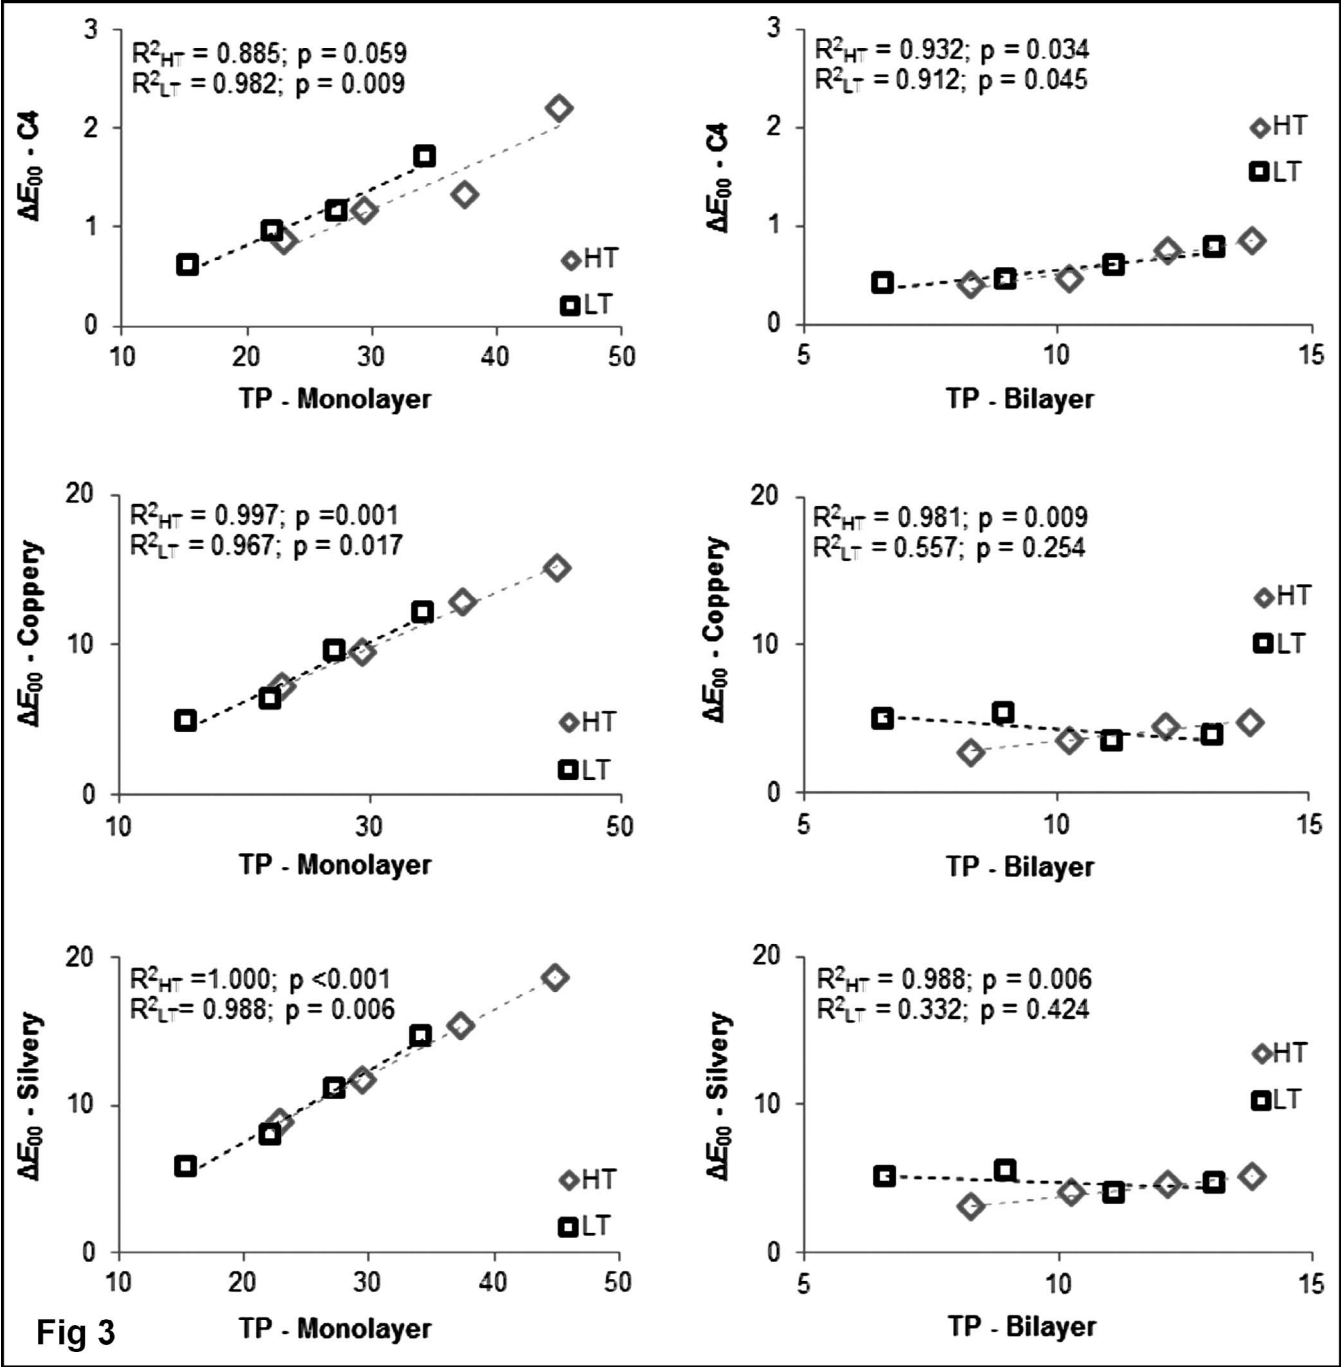 3
R²HT = 0.885; p = 0.059
R²LT = 0.982; p = 0.009
2
1
0
ΔE00 - C4
HT
LT
10 20 30 40 50
TP - Monolayer
3
R²HT = 0.932; p = 0.034
R²LT = 0.912; p = 0.045
2
1
0
ΔE00 - C4
HT
LT
5 10 15
TP - Bilayer
20
R²HT = 0.997; p =0.001
R²LT = 0.967; p = 0.017
10
0
ΔE00 - Coppery
HT
LT
10 30 50
TP - Monolayer
20
R²HT = 0.981; p = 0.009
R²LT = 0.557; p = 0.254
10
0
ΔE00 - Coppery
HT
LT
5 10 15
TP - Bilayer
20
R²HT =1.000; p <0.001
R²LT= 0.988; p = 0.006
10
0
ΔE00 - Silvery
HT
LT
10 20 30 40 50
TP - Monolayer
20
R²HT = 0.988; p = 0.006
R²LT = 0.332; p = 0.424
10
0
ΔE00 - Silvery
HT
LT
5 10 15
TP - Bilayer
Fig 3